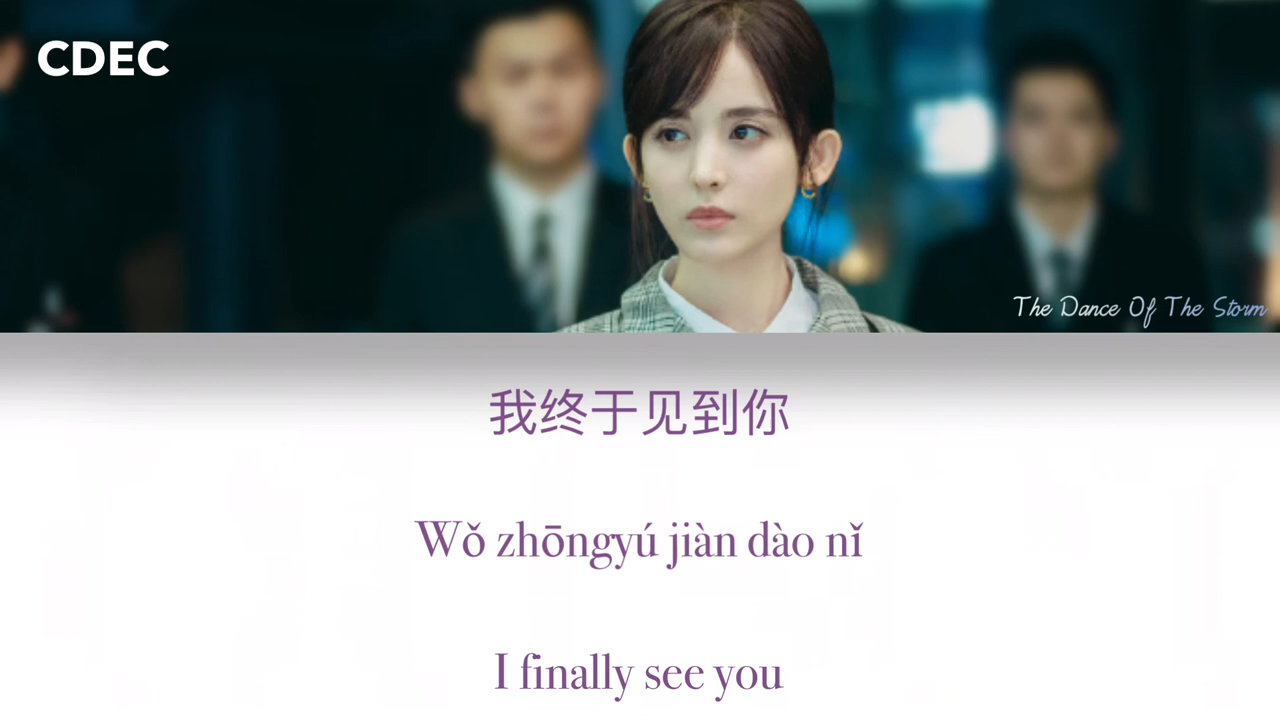 CDEC
The Dance Of The Storm
我终于见到你
Wǒ zhōngyú jiàn dào nǐ
I finally see you